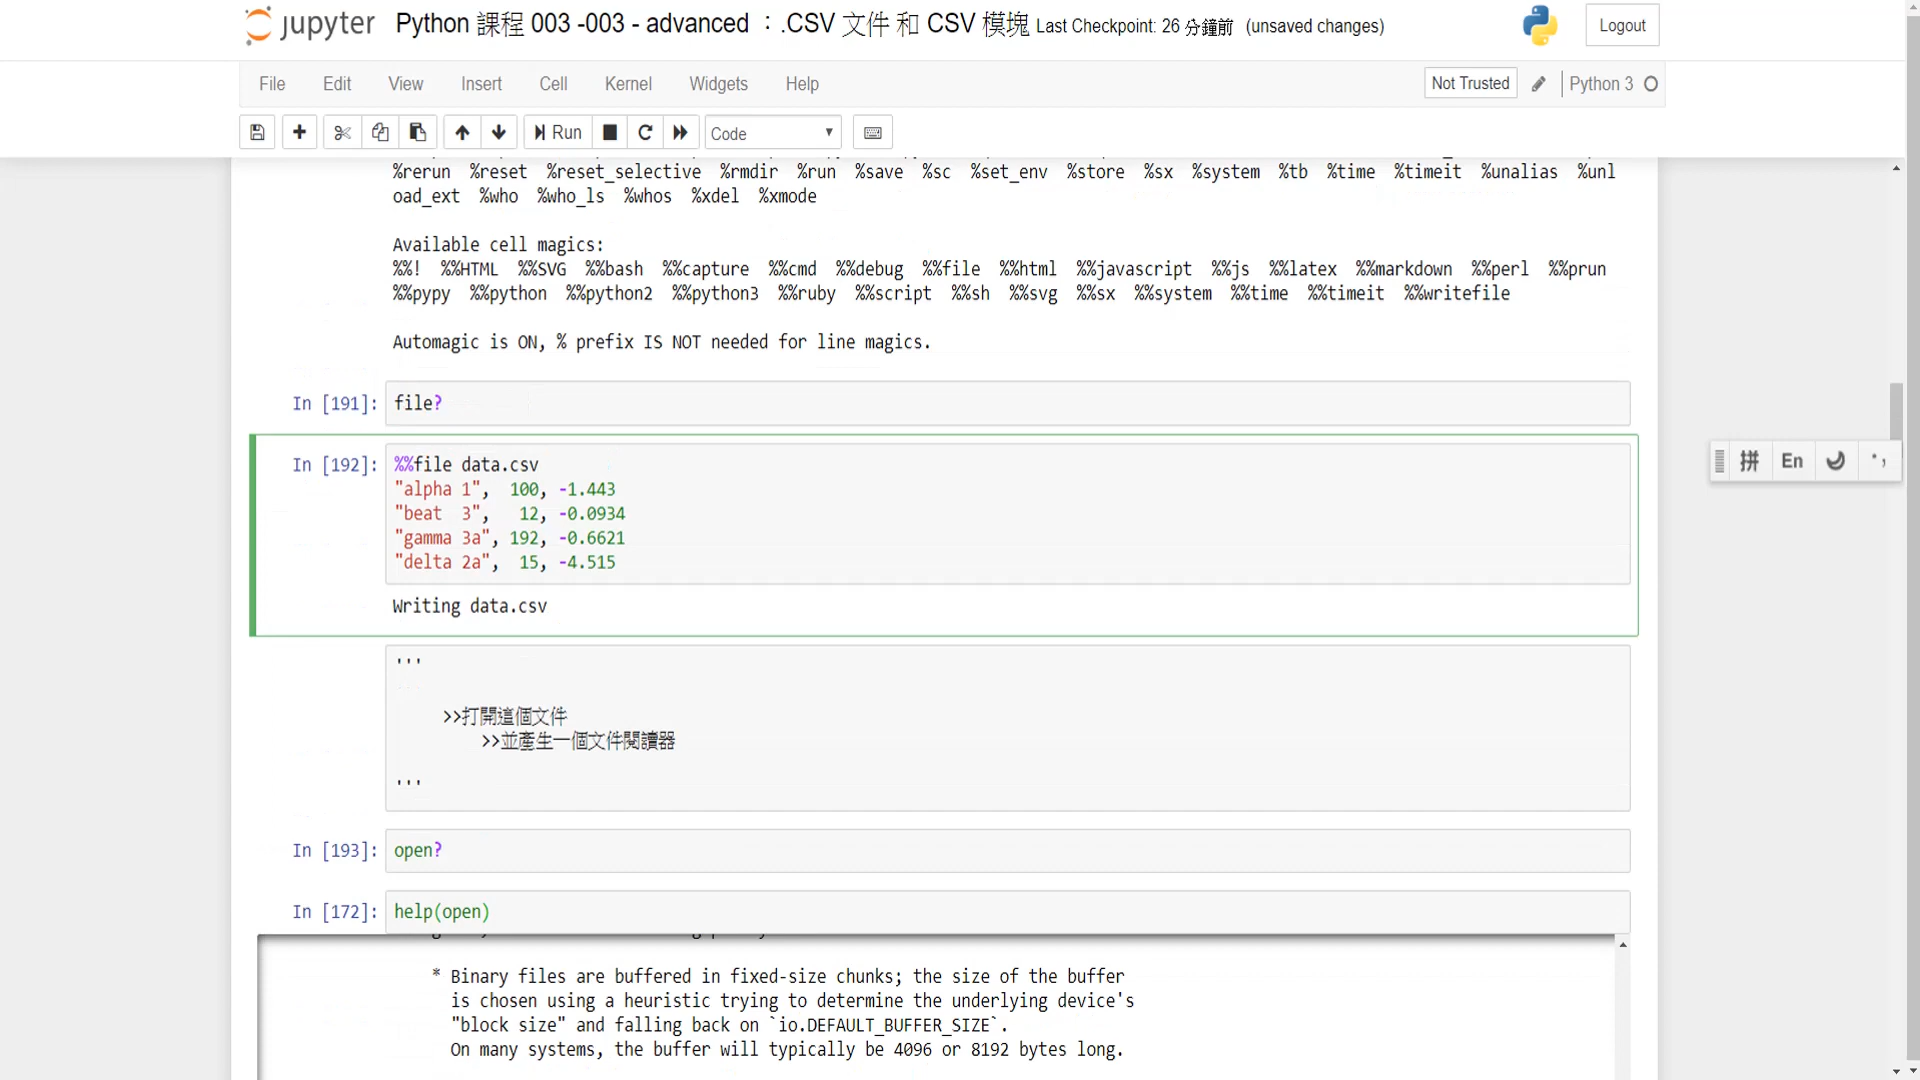 jupyter Python 課程 003 -003 - advanced ：.CSV 文件 和 CSV 模塊 Last Checkpoint: 26 分鐘前 (unsaved changes) Logout
File Edit View Insert Cell Kernel Widgets Help Not Trusted Python 3
Run Code
%rerun %reset %reset_selective %rmdir %run %save %sc %set_env %store %sx %system %tb %time %timeit %unalias %unl
oad_ext %who %who_ls %whos %xdel %xmode
Available cell magics:
%%! %%HTML %%SVG %%bash %%capture %%cmd %%debug %%file %%html %%javascript %%js %%latex %%markdown %%perl %%prun
%%pypy %%python %%python2 %%python3 %%ruby %%script %%sh %%svg %%sx %%system %%time %%timeit %%writefile
Automagic is ON, % prefix IS NOT needed for line magics.
In [191]: file?
In [192]: %%file data.csv
"alpha 1", 100, -1.443
"beat 3", 12, -0.0934
"gamma 3a", 192, -0.6621
"delta 2a", 15, -4.515
Writing data.csv
拼 En
'''
>>打開這個文件
>>並產生一個文件閱讀器
'''
In [193]: open?
In [172]: help(open)
* Binary files are buffered in fixed-size chunks; the size of the buffer
is chosen using a heuristic trying to determine the underlying device's
"block size" and falling back on `io.DEFAULT_BUFFER_SIZE`.
On many systems, the buffer will typically be 4096 or 8192 bytes long.